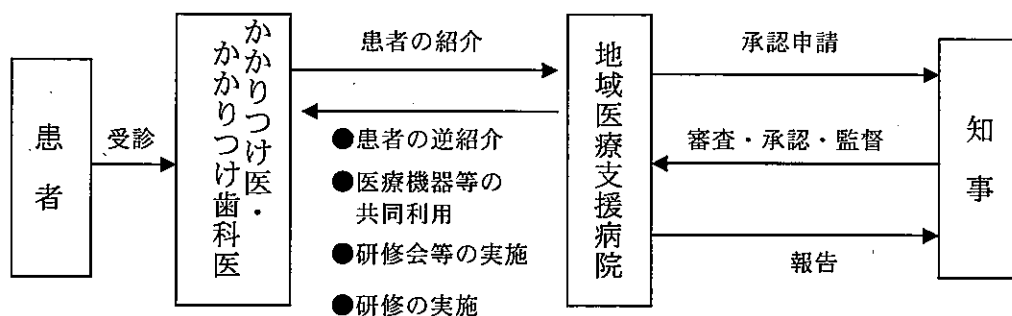 患者
受診
かかりつけ医・
かかりつけ歯科医
患者の紹介
●患者の逆紹介
●医療機器等の
共同利用
●研修会等の実施
●研修の実施
地域医療支援病院
承認申請
審査・承認・監督
報告
知事